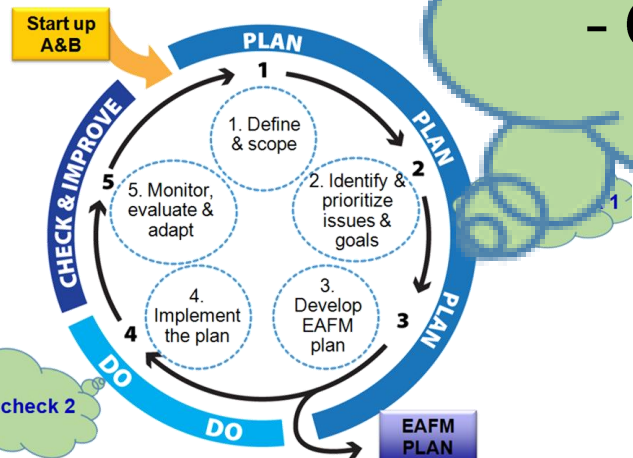 Start up
A&B
PLAN
1
1. Define
& scope
PLAN
2
2. Identify &
prioritize
issues &
goals
PLAN
3
3.
Develop
EAFM
plan
4
4.
Implement
the plan
DO
DO
5
5. Monitor,
evaluate &
adapt
CHECK & IMPROVE
EAFM
PLAN
check 2
1
–